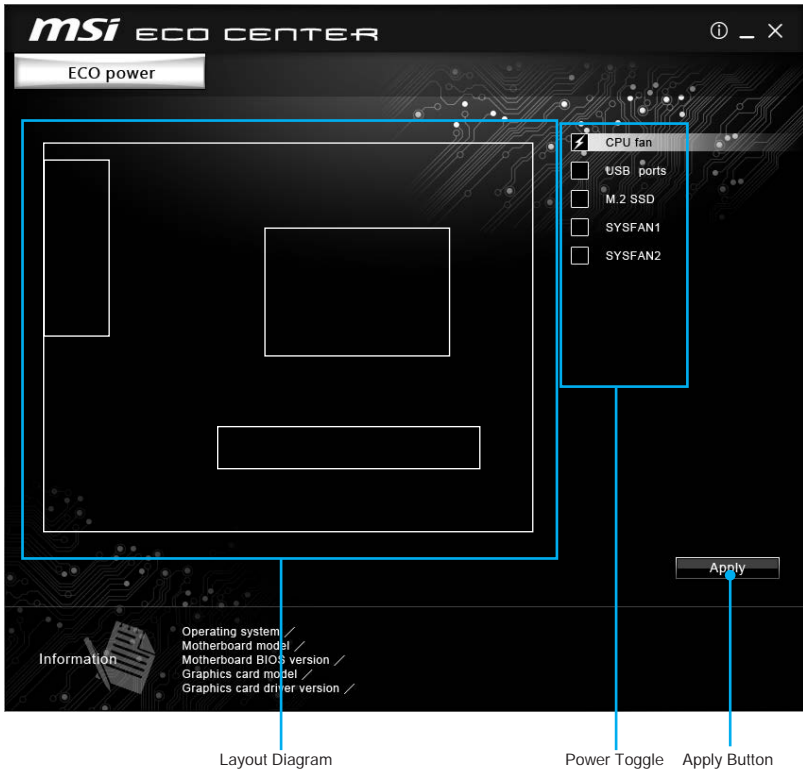 msi ECO CENTER
ECO power
CPU fan
USB ports
M.2 SSD
SYSFAN1
SYSFAN2
Apply
Information
Operating system /
Motherboard model /
Motherboard BIOS version /
Graphics card model /
Graphics card driver version /
Layout Diagram
Power Toggle
Apply Button